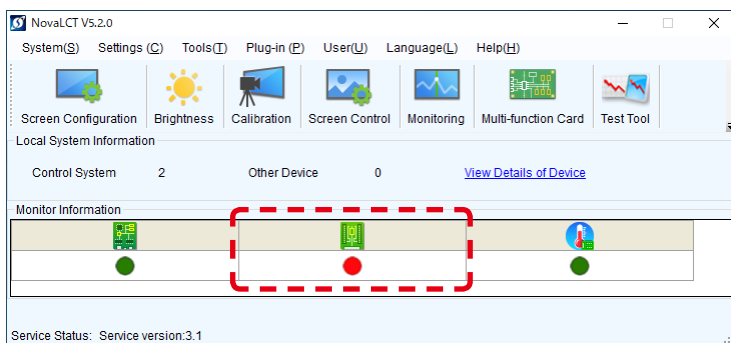 NovaLCT V5.2.0
System(S) Settings (C) Tools(T) Plug-in (P) User(U) Language(L) Help(H)
Screen Configuration Brightness Calibration Screen Control Monitoring Multi-function Card Test Tool
Local System Information
Control System 2 Other Device 0 View Details of Device
Monitor Information
Service Status: Service version:3.1